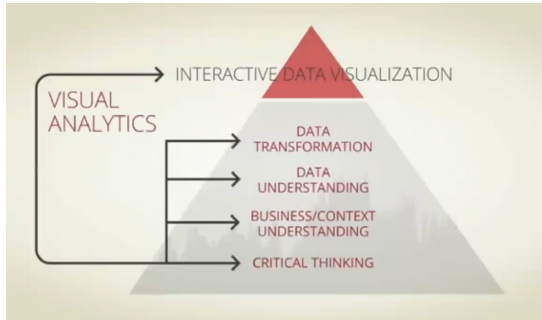 INTERACTIVE DATA VISUALIZATION
VISUAL
ANALYTICS
DATA
TRANSFORMATION
DATA
UNDERSTANDING
BUSINESS/CONTEXT
UNDERSTANDING
CRITICAL THINKING